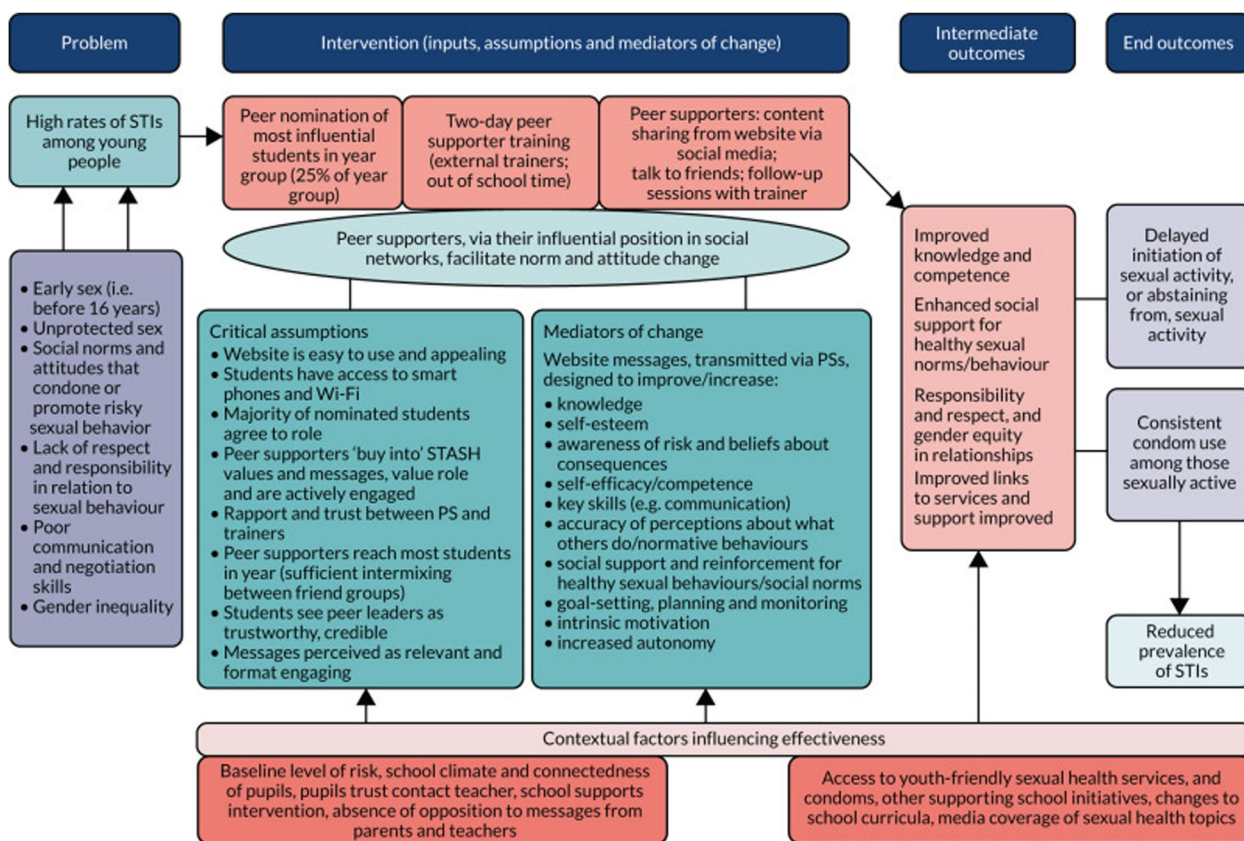 Problem
Intervention (inputs, assumptions and mediators of change)
Intermediate
outcomes
End outcomes
High rates of STIs
among young
people
Peer nomination of
most influential
students in year
group (25% of year
group)
Two-day peer
supporter training
(external trainers;
out of school time)
Peer supporters: content
sharing from website via
social media;
talk to friends; follow-up
sessions with trainer
Peer supporters, via their influential position in social
networks, facilitate norm and attitude change
• Early sex (i.e.
before 16 years)
• Unprotected sex
• Social norms and
attitudes that
condone or
promote risky
sexual behavior
• Lack of respect
and responsibility
in relation to
sexual behaviour
• Poor
communication
and negotiation
skills
• Gender inequality
Critical assumptions
• Website is easy to use and appealing
• Students have access to smart
phones and Wi-Fi
• Majority of nominated students
agree to role
• Peer supporters ‘buy into’ STASH
values and messages, value role
and are actively engaged
• Rapport and trust between PS and
trainers
• Peer supporters reach most students
in year (sufficient intermixing
between friend groups)
• Students see peer leaders as
trustworthy, credible
• Messages perceived as relevant and
format engaging
Mediators of change
Website messages, transmitted via PSs,
designed to improve/increase:
• knowledge
• self-esteem
• awareness of risk and beliefs about
consequences
• self-efficacy/competence
• key skills (e.g. communication)
• accuracy of perceptions about what
others do/normative behaviours
• social support and reinforcement for
healthy sexual behaviours/social norms
• goal-setting, planning and monitoring
• intrinsic motivation
• increased autonomy
Improved
knowledge and
competence
Enhanced social
support for
healthy sexual
norms/behaviour
Responsibility
and respect, and
gender equity
in relationships
Improved links
to services and
support improved
Delayed
initiation of
sexual activity,
or abstaining
from, sexual
activity
Consistent
condom use
among those
sexually active
Reduced
prevalence
of STIs
Contextual factors influencing effectiveness
Baseline level of risk, school climate and connectedness
of pupils, pupils trust contact teacher, school supports
intervention, absence of opposition to messages from
parents and teachers
Access to youth-friendly sexual health services, and
condoms, other supporting school initiatives, changes to
school curricula, media coverage of sexual health topics